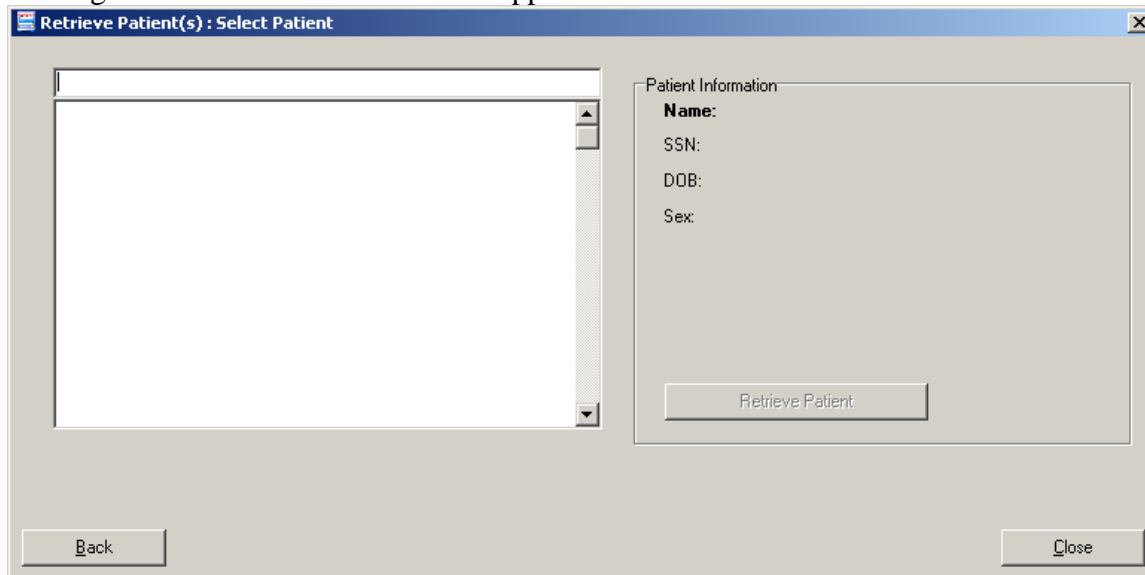 Retrieve Patient(s) : Select Patient
Patient Information
Name:
SSN:
DOB:
Sex:
Retrieve Patient
Back
Close